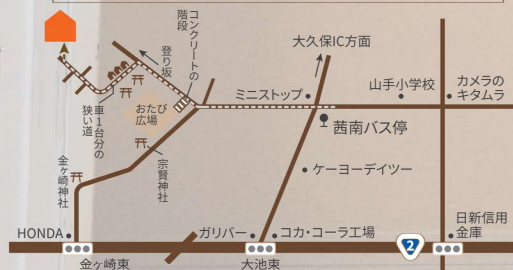 コンクリートの
階段
登り坂
大久保IC方面
ミニストップ
山手小学校
カメラの
キタムラ
車1台分の
狭い道
おたび
広場
茜南バス停
金ヶ崎神社
宗賢神社
ケーヨーデイツー
HONDA
ガリバー
コカ・コーラ工場
2
日新信用
金庫
金ヶ崎東
大池東